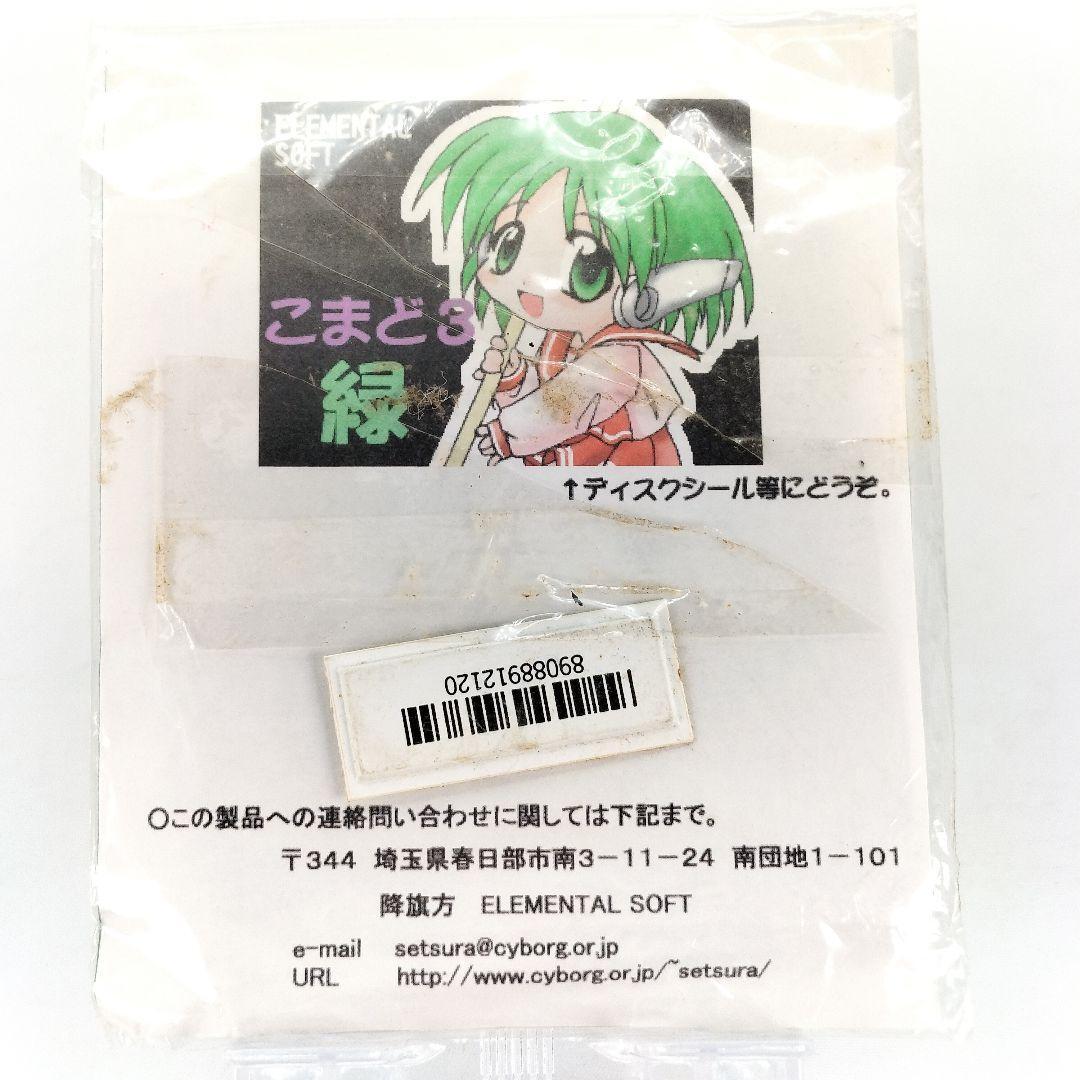 ELEMENTAL
SOFT
こまど3
緑
↑ディスクシール等にどうぞ。
890888912120
○この製品への連絡問い合わせに関しては下記まで。
〒344 埼玉県春日部市南3-11-24 南団地1-101
降旗方 ELEMENTAL SOFT
e-mail setsura@cyborg.or.jp
URL http://www.cyborg.or.jp/~setsura/